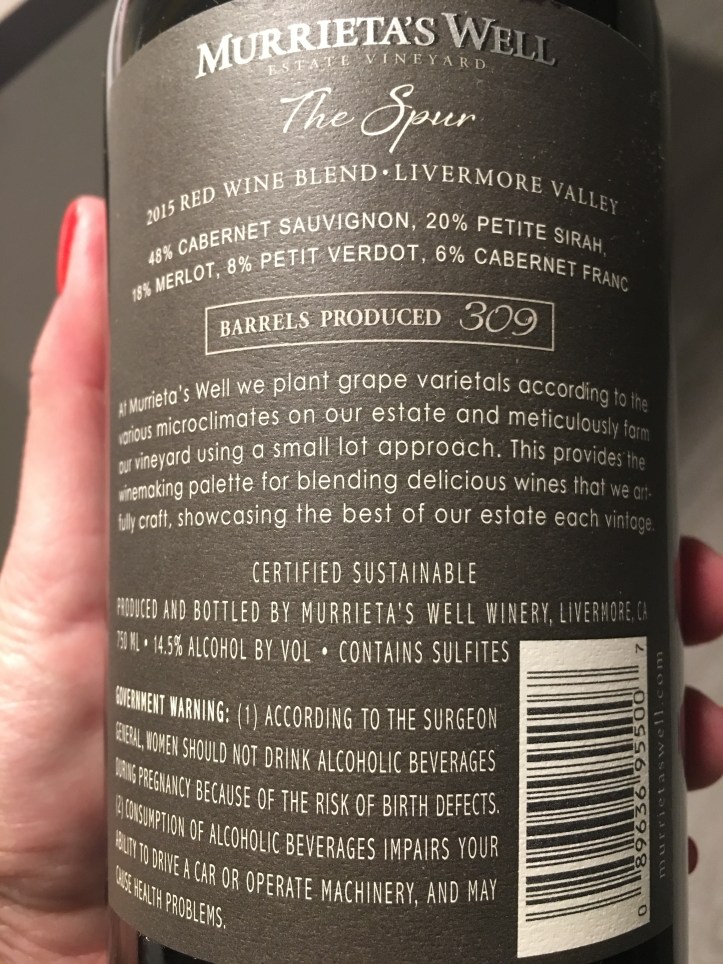 MURRIETA'S WELL
ESTATE VINEYARD
The Spur
2015 RED WINE BLEND • LIVERMORE VALLEY
48% CABERNET SAUVIGNON, 20% PETITE SIRAH,
18% MERLOT, 8% PETIT VERDOT, 6% CABERNET FRANC
BARRELS PRODUCED 309
At Murrieta's Well we plant grape varietals according to the
various microclimates on our estate and meticulously farm
our vineyard using a small lot approach. This provides the
winemaking palette for blending delicious wines that we art-
fully craft, showcasing the best of our estate each vintage.
CERTIFIED SUSTAINABLE
PRODUCED AND BOTTLED BY MURRIETA'S WELL WINERY, LIVERMORE, CA
750 ML • 14.5% ALCOHOL BY VOL • CONTAINS SULFITES
GOVERNMENT WARNING: (1) ACCORDING TO THE SURGEON
GENERAL, WOMEN SHOULD NOT DRINK ALCOHOLIC BEVERAGES
DURING PREGNANCY BECAUSE OF THE RISK OF BIRTH DEFECTS.
(2) CONSUMPTION OF ALCOHOLIC BEVERAGES IMPAIRS YOUR
ABILITY TO DRIVE A CAR OR OPERATE MACHINERY, AND MAY
CAUSE HEALTH PROBLEMS.
0 89636 95500 7
murrietaswell.com